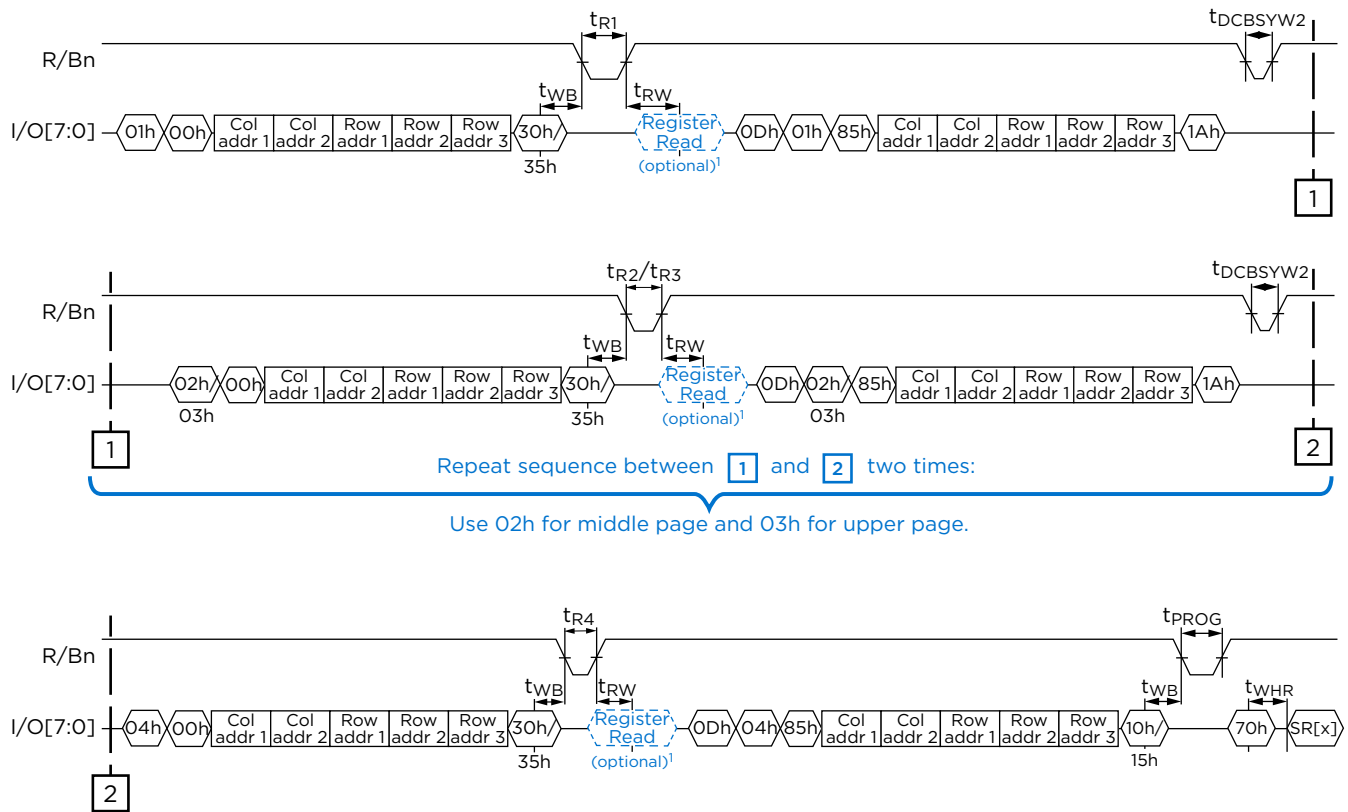 tR1 tDCBSYW2
R/Bn
tWB tRW
I/O[7:0] 01h 00h Col addr 1 Col addr 2 Row addr 1 Row addr 2 Row addr 3 30h/ Register Read 0Dh 01h 85h Col addr 1 Col addr 2 Row addr 1 Row addr 2 Row addr 3 1Ah
35h (optional)1
1
tR2/tR3 tDCBSYW2
R/Bn
tWB tRW
I/O[7:0] 02h/ 00h Col addr 1 Col addr 2 Row addr 1 Row addr 2 Row addr 3 30h/ Register Read 0Dh 02h/ 85h Col addr 1 Col addr 2 Row addr 1 Row addr 2 Row addr 3 1Ah
03h 35h (optional)1 03h
1 2
Repeat sequence between 1 and 2 two times:
Use 02h for middle page and 03h for upper page.
tR4 tPROG
R/Bn
tWB tRW tWB tWHR
I/O[7:0] 04h 00h Col addr 1 Col addr 2 Row addr 1 Row addr 2 Row addr 3 30h/ Register Read 0Dh 04h 85h Col addr 1 Col addr 2 Row addr 1 Row addr 2 Row addr 3 10h/ 70h SR[x]
35h (optional)1 15h
2